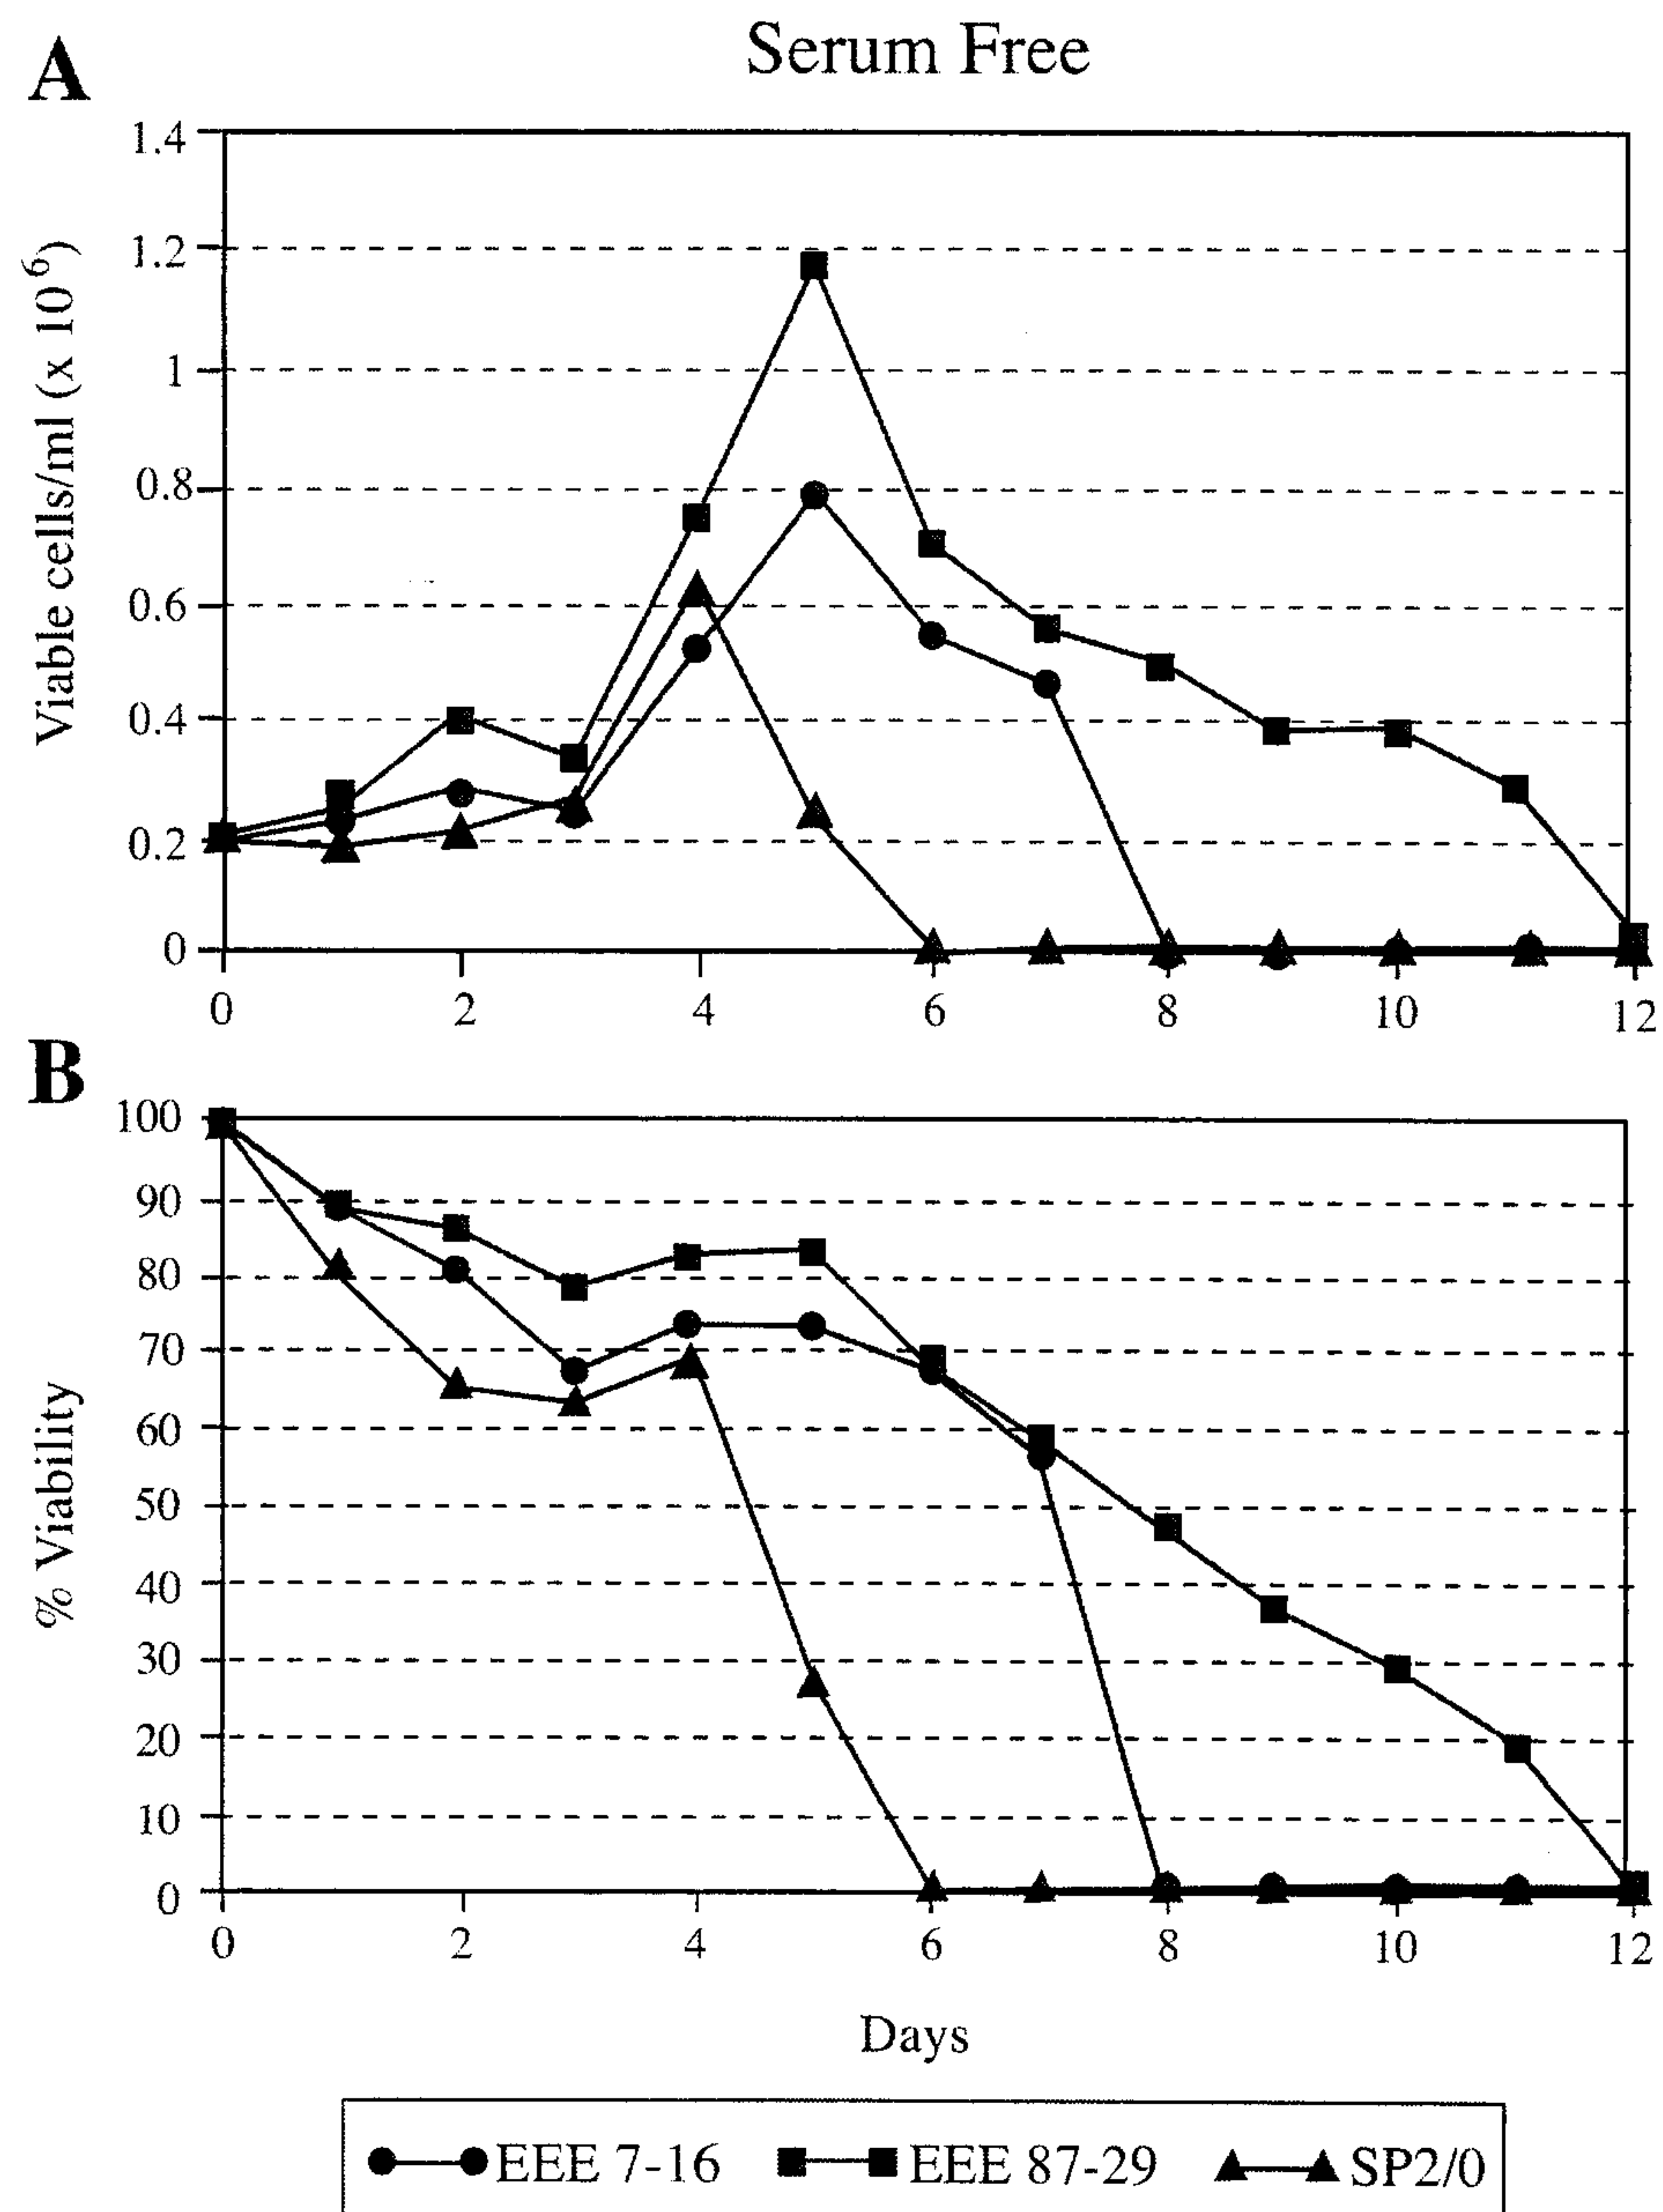 Serum Free
A
Viable cells/ml (x 10⁶)
1.4
1.2
1
0.8
0.6
0.4
0.2
0
0 2 4 6 8 10 12
B
% Viability
100
90
80
70
60
50
40
30
20
10
0
0 2 4 6 8 10 12
Days
EEE 7-16 EEE 87-29 SP2/0